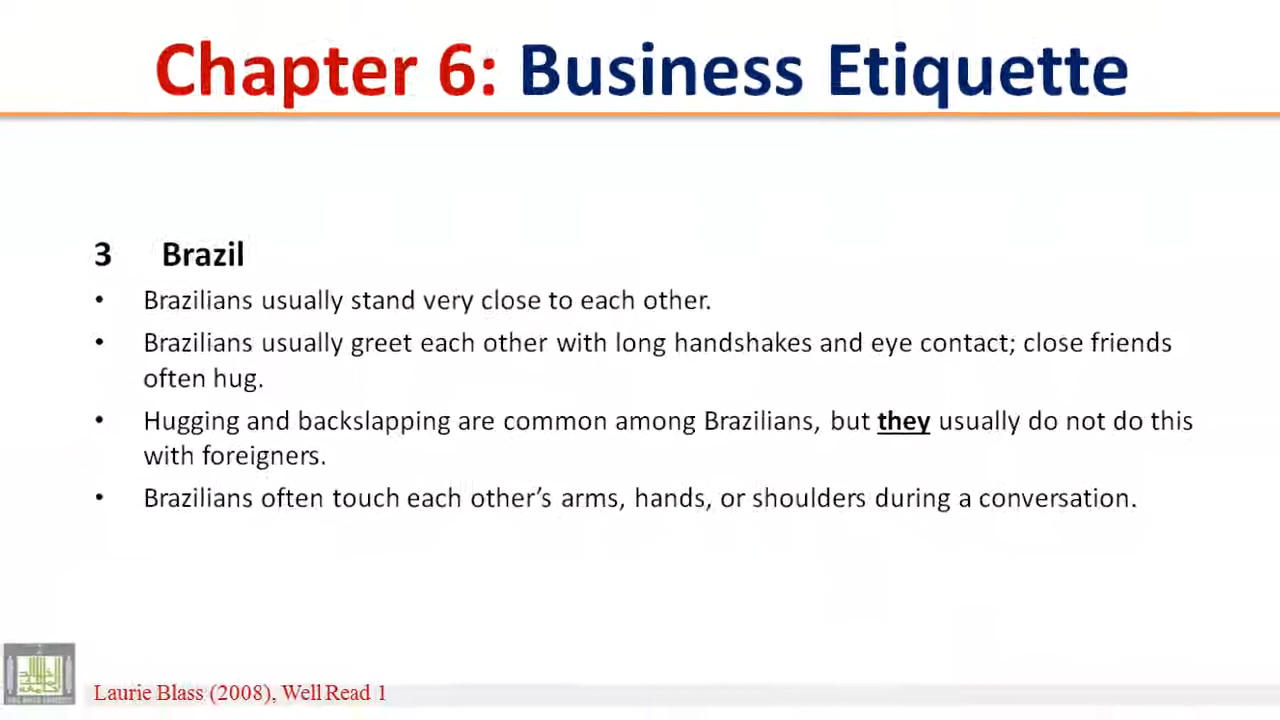 Chapter 6: Business Etiquette
3 Brazil
• Brazilians usually stand very close to each other.
• Brazilians usually greet each other with long handshakes and eye contact; close friends
often hug.
• Hugging and backslapping are common among Brazilians, but they usually do not do this
with foreigners.
• Brazilians often touch each other’s arms, hands, or shoulders during a conversation.
Laurie Blass (2008), Well Read 1